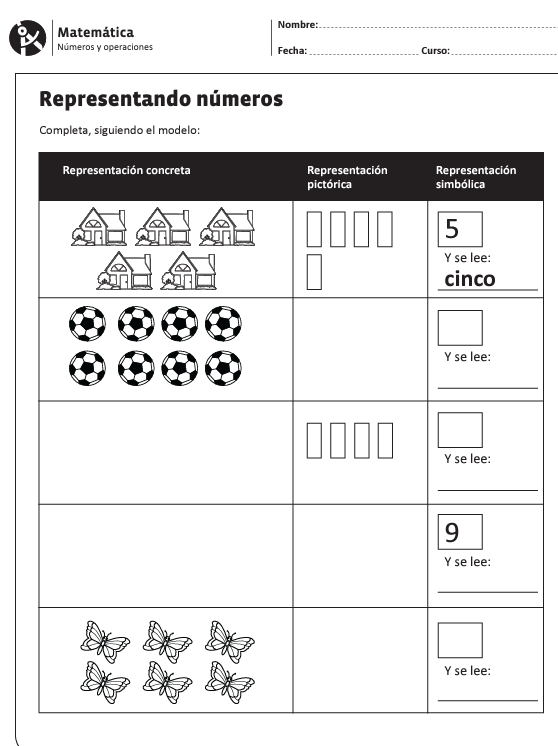 Matemática
Números y operaciones
Nombre:
Fecha: Curso:
Representando números
Completa, siguiendo el modelo:
Representación concreta
Representación
pictórica
Representación
simbólica
5
Y se lee:
cinco
Y se lee:
Y se lee:
9
Y se lee:
Y se lee: